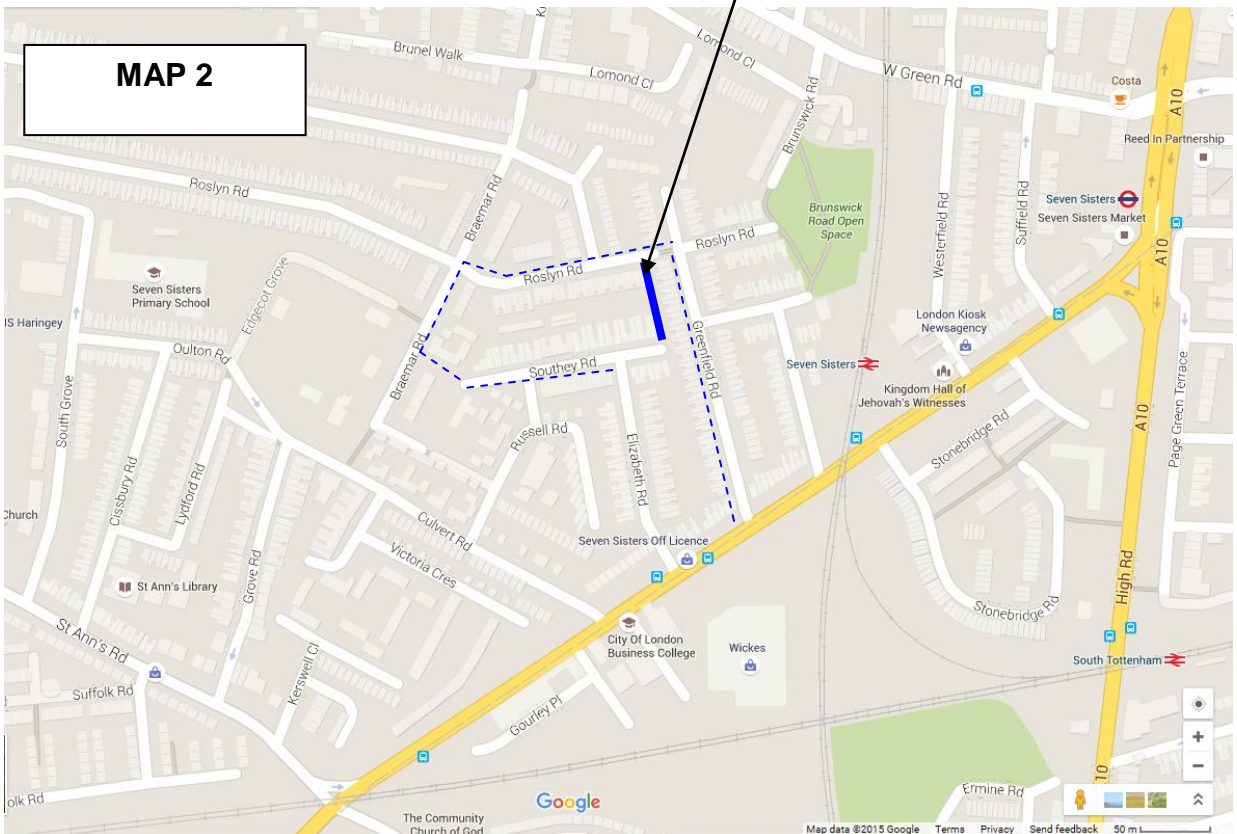 MAP 2
Brunel Walk
Lomond Cl
Lomond Cl
W Green Rd
Costa
A10
Reed In Partnership
Brunswick Rd
Roslyn Rd
Braemar Rd
Seven Sisters
Seven Sisters Market
Suffield Rd
Westerfield Rd
Brunswick
Road Open
Space
Roslyn Rd
A10
Seven Sisters
Primary School
Edgecot Grove
Roslyn Rd
IS Haringey
London Kiosk
Newsagency
Oulton Rd
Braemar Rd
Southey Rd
Greenfield Rd
Seven Sisters
Kingdom Hall of
Jehovah's Witnesses
Page Green Terrace
South Grove
Russell Rd
Elizabeth Rd
Stonebridge Rd
A10
Cissbury Rd
Lydford Rd
Church
Culvert Rd
Seven Sisters Off Licence
Victoria Cres
St Ann's Library
Grove Rd
High Rd
Stonebridge Rd
St Ann's Rd
City Of London
Business College
Wickes
South Tottenham
Kerswell Cl
Suffolk Rd
Gourley Pl
olk Rd
10
Ermine Rd
Google
The Community
Church of God
Map data ©2015 Google Terms Privacy Send feedback 50 m